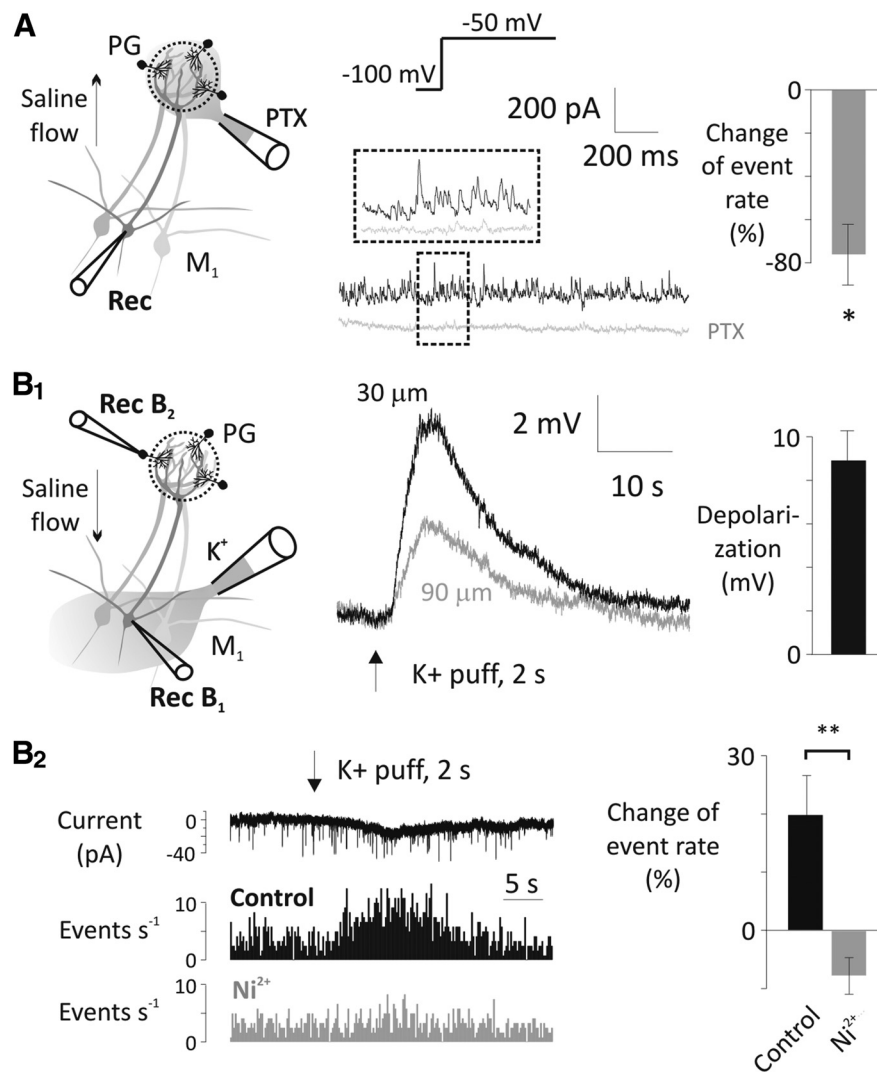 A
PG
Saline
flow
PTX
M1
Rec
-50 mV
-100 mV
200 pA
200 ms
PTX
0
Change
of event
rate
(%)
-80
*
B1
Rec B2
PG
Saline
flow
K+
M1
Rec B1
30 µm
2 mV
10 s
90 µm
K+ puff, 2 s
10
Depolari-
zation
(mV)
0
B2
K+ puff, 2 s
Current
(pA)
0
-40
Control
5 s
Events s-1
10
0
Ni2+
Events s-1
10
0
**
30
Change of
event rate
(%)
0
Control
Ni2+